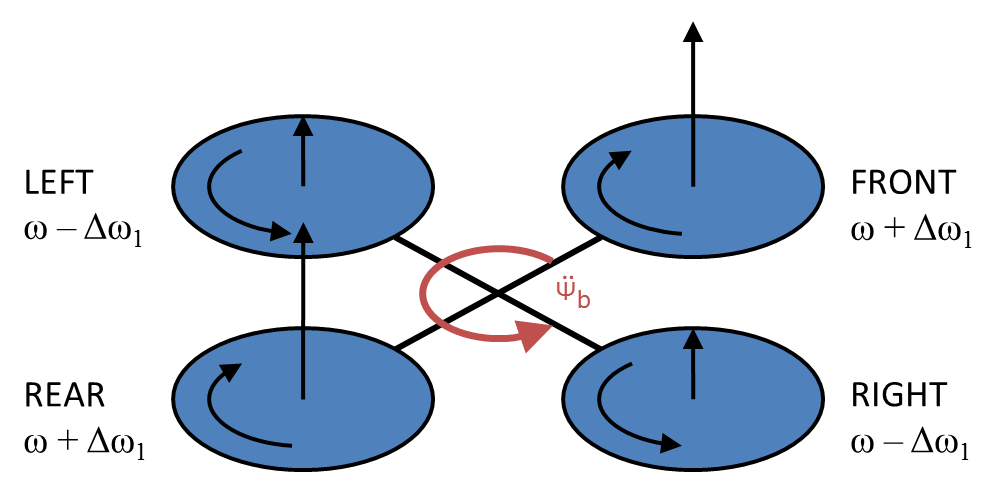 LEFT
ω – Δω₁
FRONT
ω + Δω₁
ψ̈b
REAR
ω + Δω₁
RIGHT
ω – Δω₁